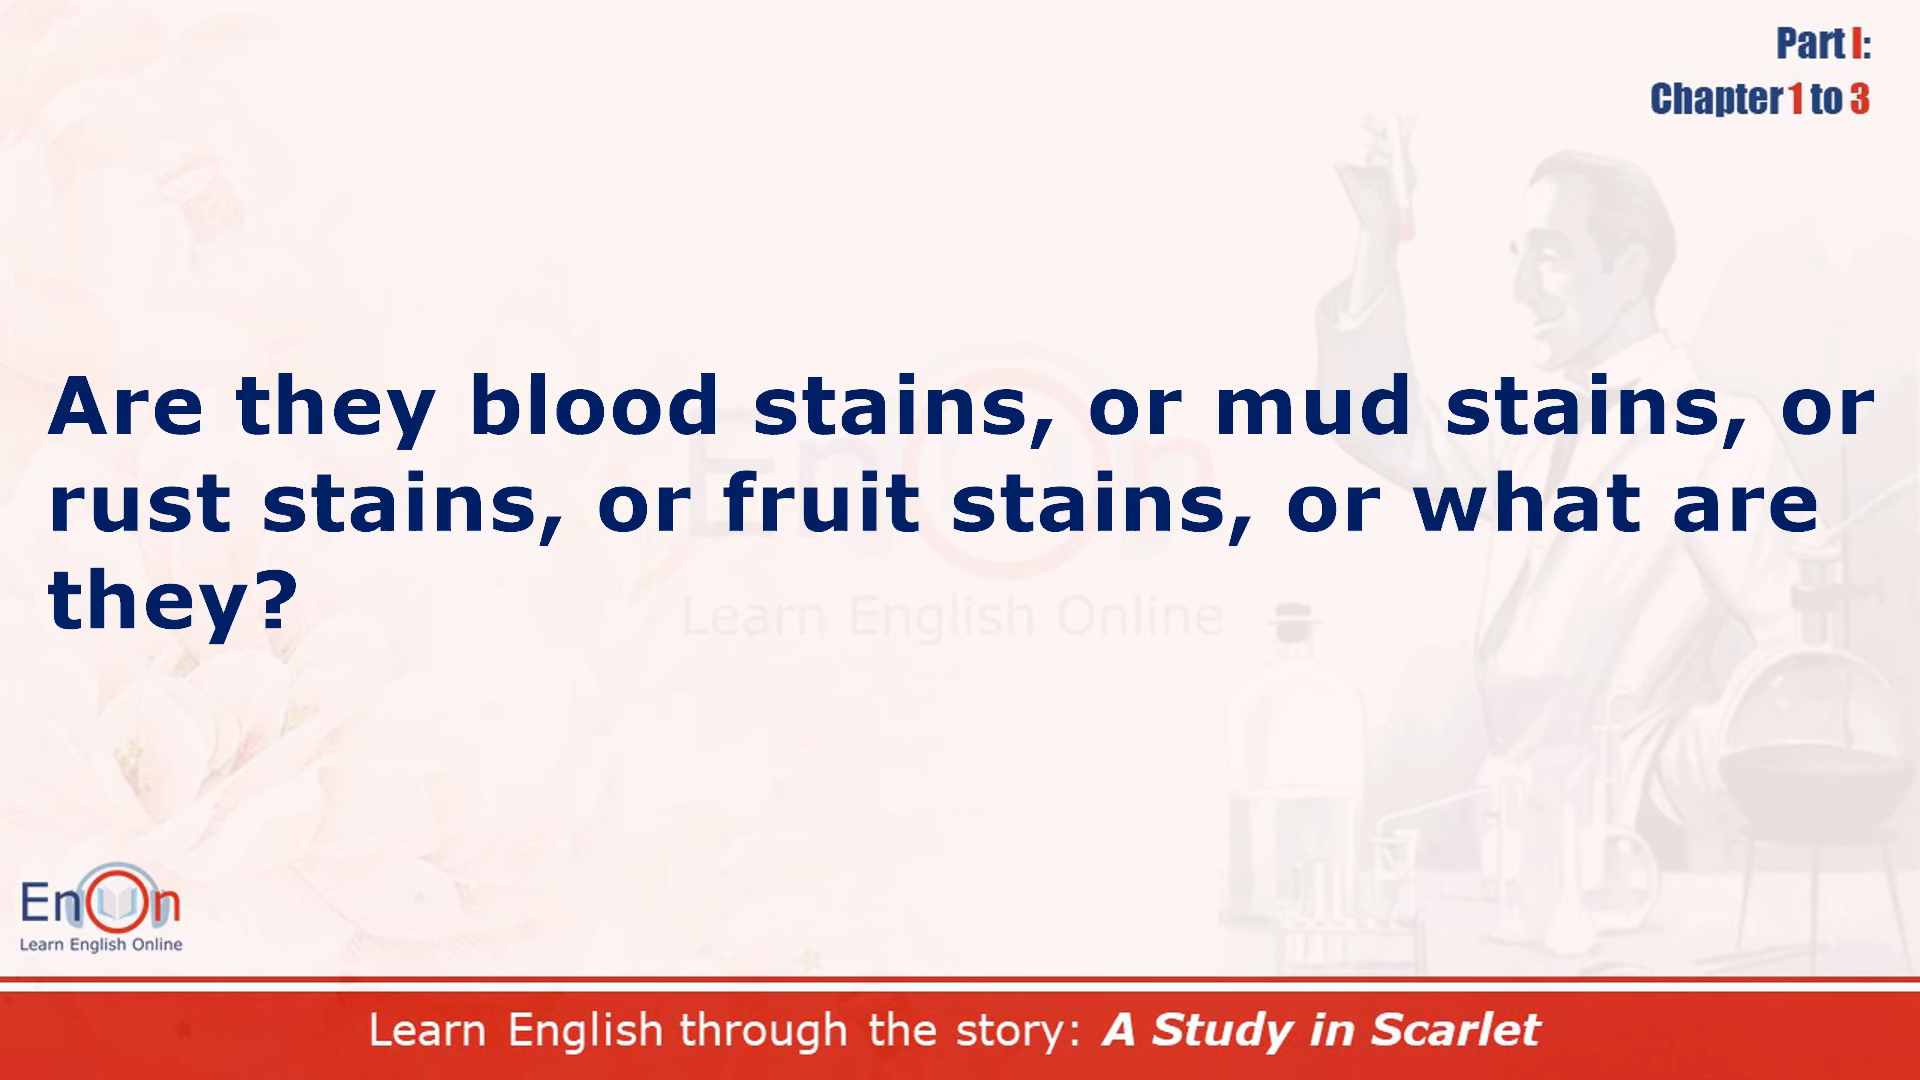 Part I:
Chapter 1 to 3
Are they blood stains, or mud stains, or
rust stains, or fruit stains, or what are
they?
EnOn
Learn English Online
EnOn
Learn English Online
Learn English through the story: A Study in Scarlet